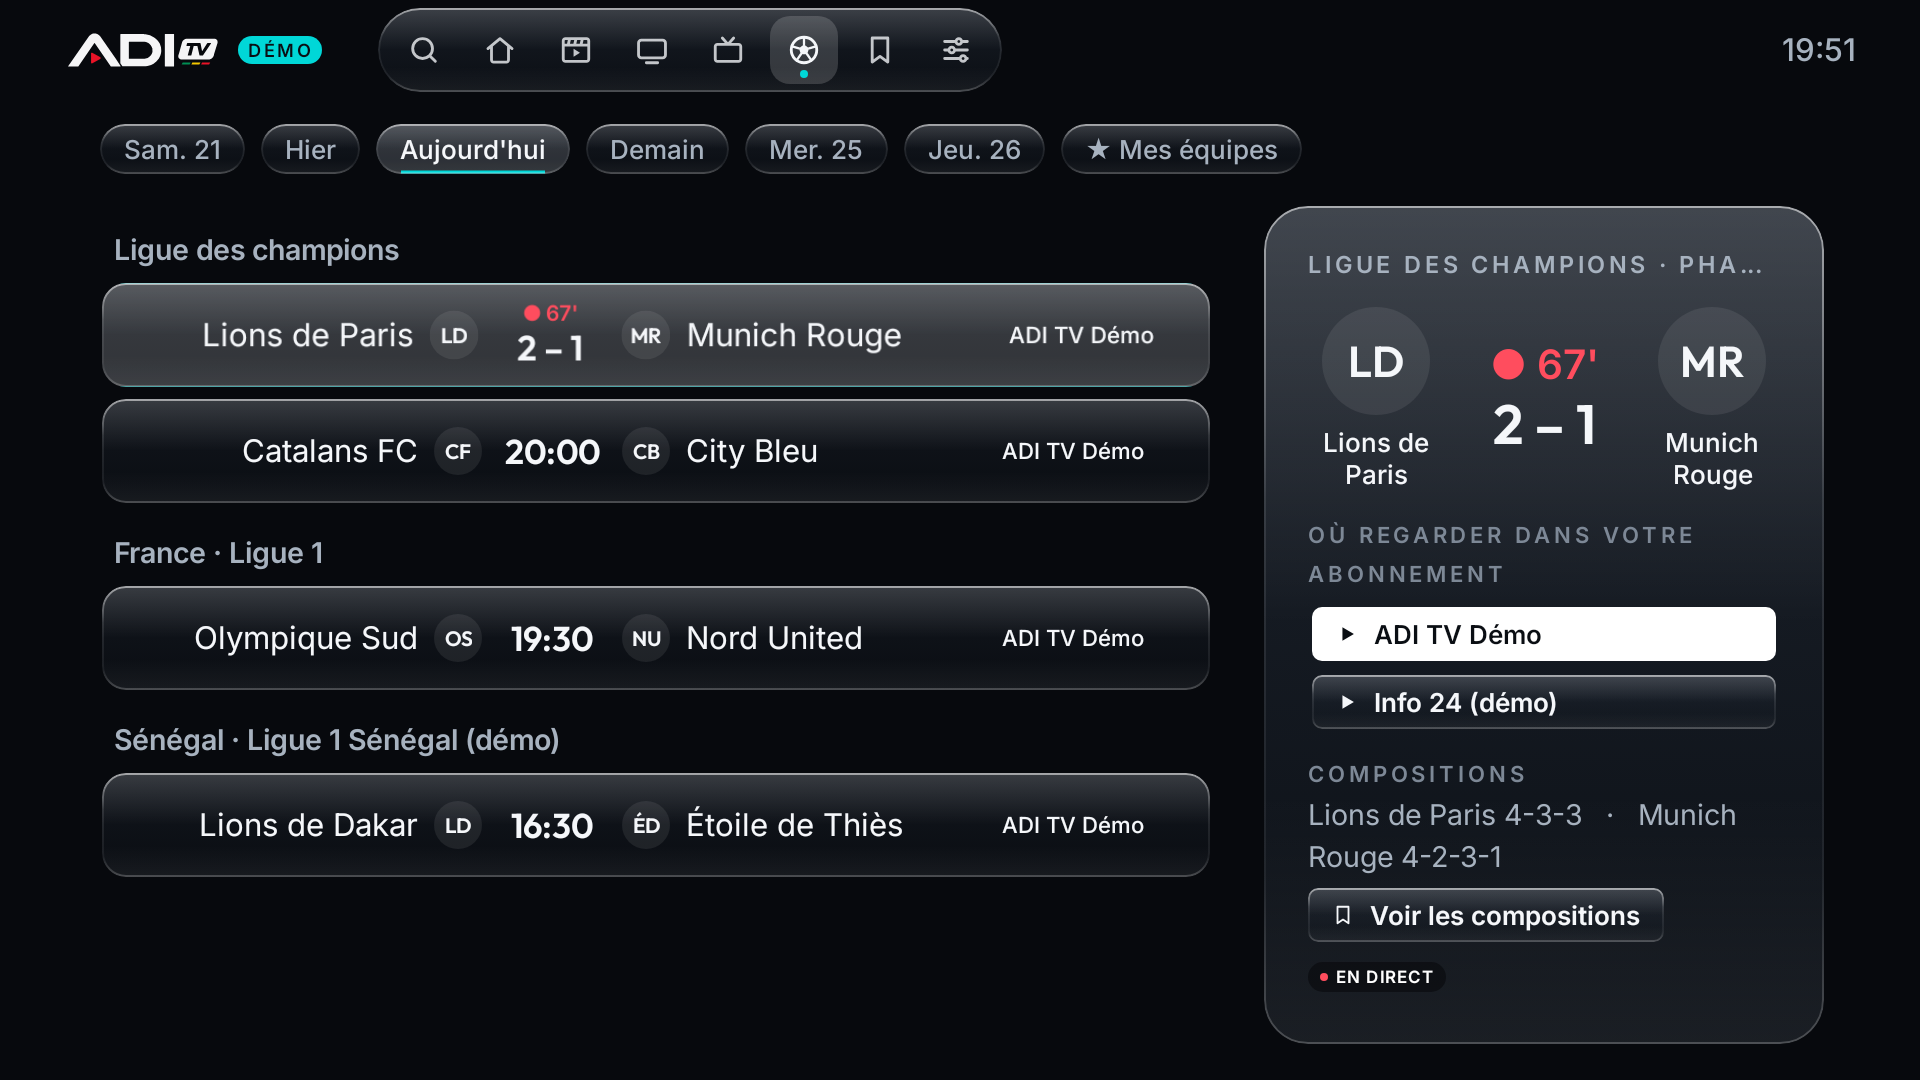 ADI TV DÉMO
19:51
Sam. 21
Hier
Aujourd'hui
Demain
Mer. 25
Jeu. 26
★ Mes équipes
Ligue des champions
Lions de Paris LD 67' 2 – 1 MR Munich Rouge ADI TV Démo
Catalans FC CF 20:00 CB City Bleu ADI TV Démo
France · Ligue 1
Olympique Sud OS 19:30 NU Nord United ADI TV Démo
Sénégal · Ligue 1 Sénégal (démo)
Lions de Dakar LD 16:30 ÉD Étoile de Thiès ADI TV Démo
LIGUE DES CHAMPIONS · PHA...
LD 67' MR
2 – 1
Lions de Paris
Munich Rouge
OÙ REGARDER DANS VOTRE
ABONNEMENT
ADI TV Démo
Info 24 (démo)
COMPOSITIONS
Lions de Paris 4-3-3 · Munich
Rouge 4-2-3-1
Voir les compositions
EN DIRECT